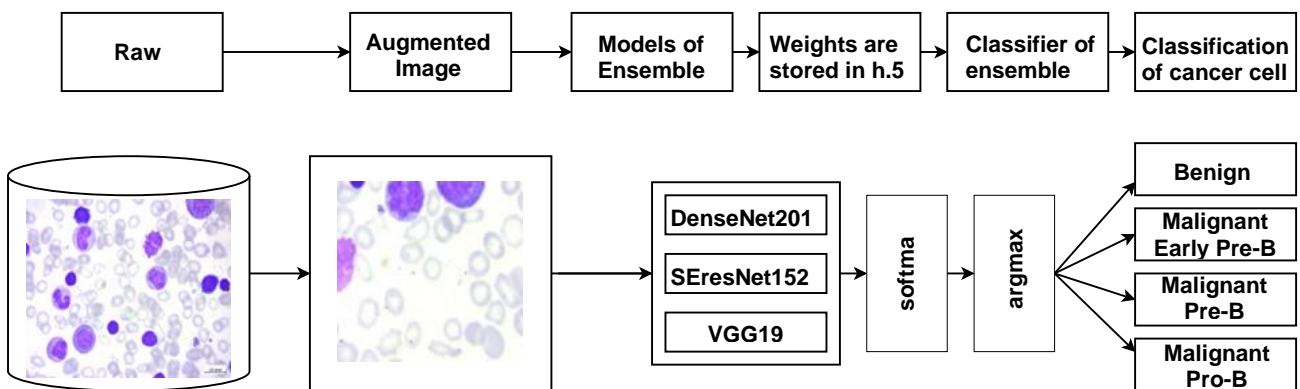 Raw
Augmented
Image
Models of
Ensemble
Weights are
stored in h.5
Classifier of
ensemble
Classification
of cancer cell
DenseNet201
SEresNet152
VGG19
softma
argmax
Benign
Malignant
Early Pre-B
Malignant
Pre-B
Malignant
Pro-B